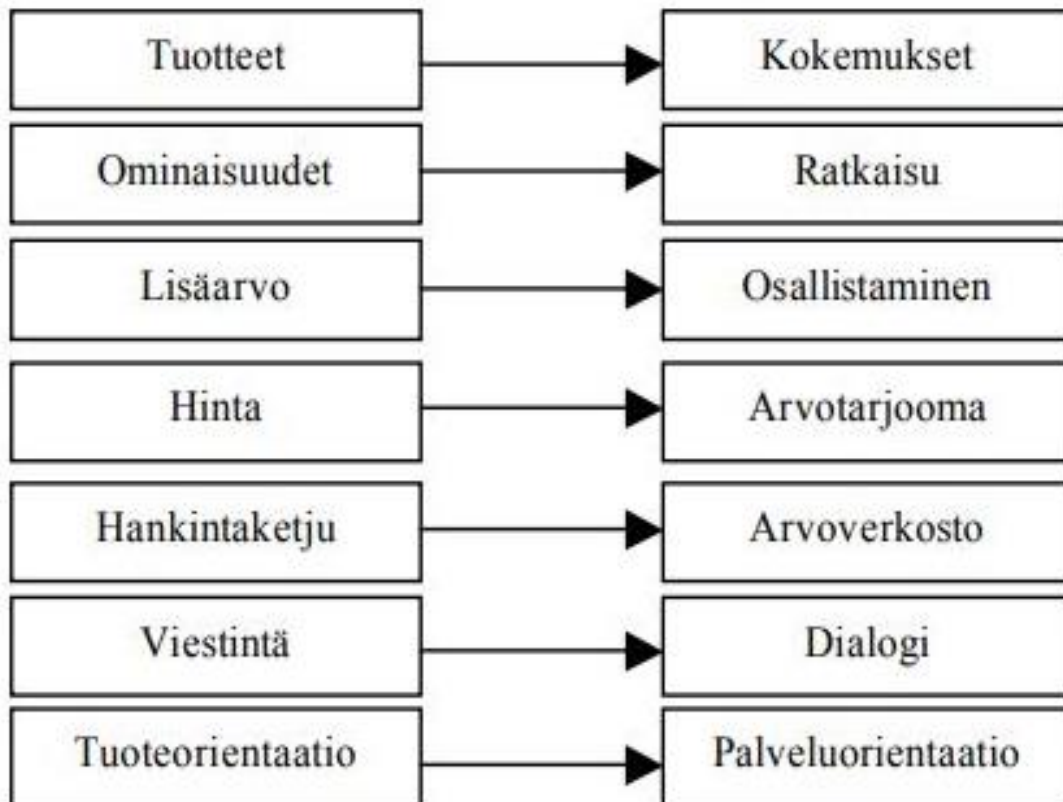 Tuotteet
Kokemukset
Ominaisuudet
Ratkaisu
Lisäarvo
Osallistaminen
Hinta
Arvotarjooma
Hankintaketju
Arvoverkosto
Viestintä
Dialogi
Tuoteorientaatio
Palveluorientaatio